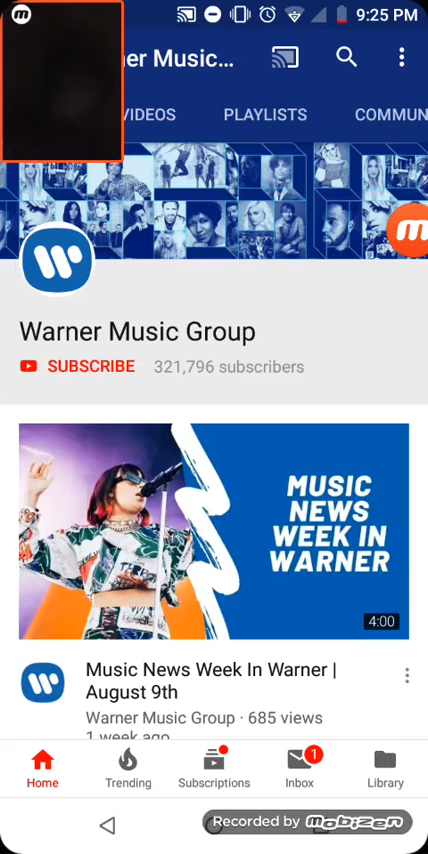 9:25 PM
er Music...
VIDEOS
PLAYLISTS
COMMUN
Warner Music Group
SUBSCRIBE 321,796 subscribers
MUSIC
NEWS
WEEK IN
WARNER
4:00
Music News Week In Warner |
August 9th
Warner Music Group · 685 views
1 week ago
1
Home
Trending
Subscriptions
Inbox
Library
Recorded by mobizen